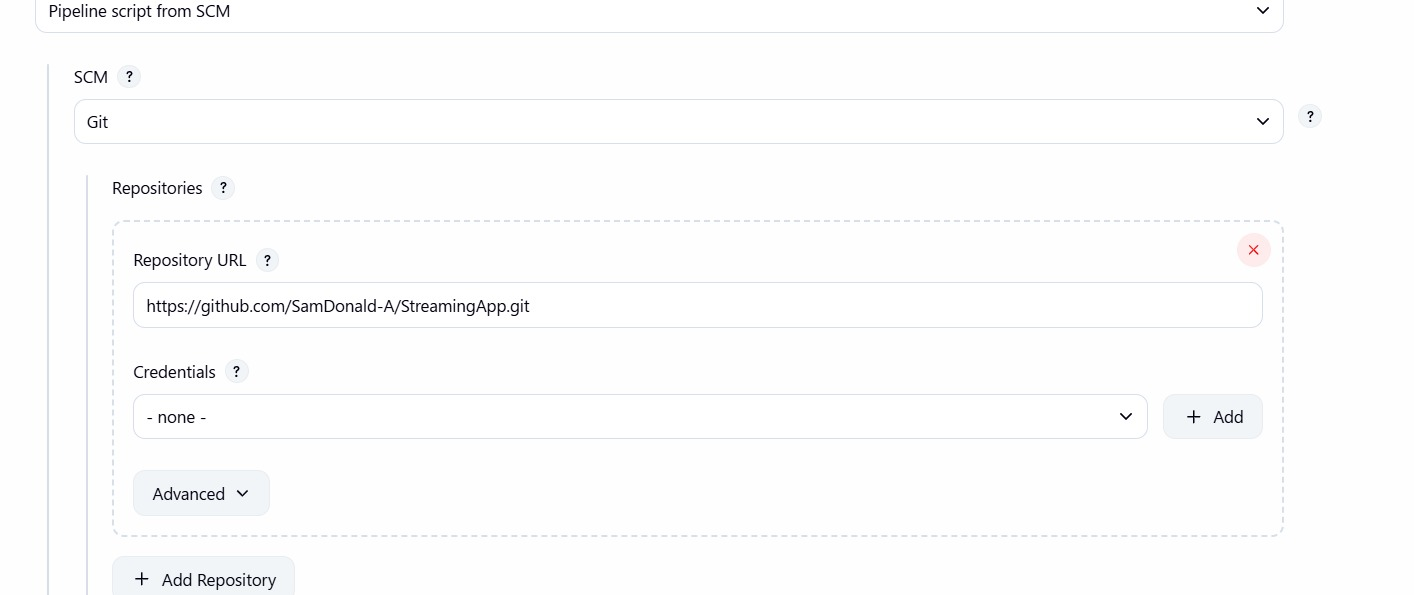 Pipeline script from SCM
SCM ?
Git
?
Repositories ?
Repository URL ?
https://github.com/SamDonald-A/StreamingApp.git
Credentials ?
- none -
+ Add
Advanced
+ Add Repository